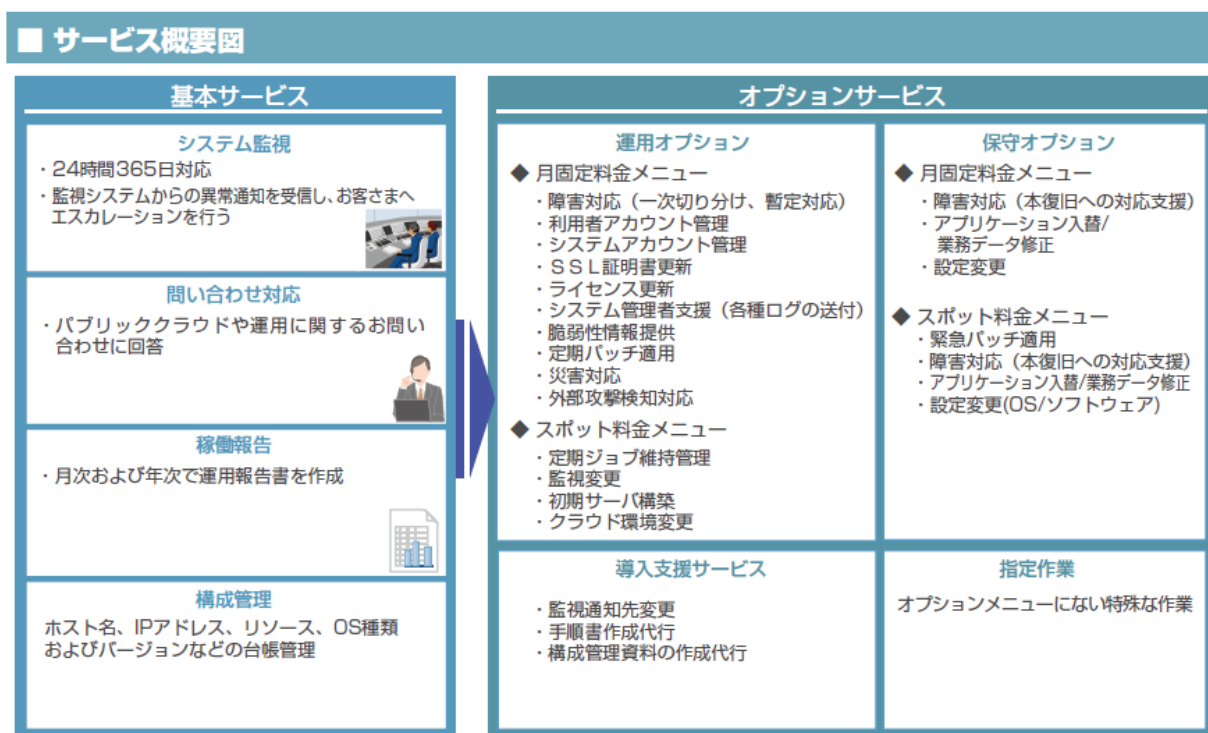 ■ サービス概要図
基本サービス
システム監視
・24時間365日対応
・監視システムからの異常通知を受信し、お客さまへ
エスカレーションを行う
問い合わせ対応
・パブリッククラウドや運用に関するお問い
合わせに回答
稼働報告
・月次および年次で運用報告書を作成
構成管理
ホスト名、IPアドレス、リソース、OS種類
およびバージョンなどの台帳管理
オプションサービス
運用オプション
◆ 月固定料金メニュー
・障害対応（一次切り分け、暫定対応）
・利用者アカウント管理
・システムアカウント管理
・ＳＳＬ証明書更新
・ライセンス更新
・システム管理者支援（各種ログの送付）
・脆弱性情報提供
・定期パッチ適用
・災害対応
・外部攻撃検知対応
◆ スポット料金メニュー
・定期ジョブ維持管理
・監視変更
・初期サーバ構築
・クラウド環境変更
保守オプション
◆ 月固定料金メニュー
・障害対応（本復旧への対応支援）
・アプリケーション入替/
業務データ修正
・設定変更
◆ スポット料金メニュー
・緊急パッチ適用
・障害対応（本復旧への対応支援）
・アプリケーション入替/業務データ修正
・設定変更(OS/ソフトウェア)
導入支援サービス
・監視通知先変更
・手順書作成代行
・構成管理資料の作成代行
指定作業
オプションメニューにない特殊な作業